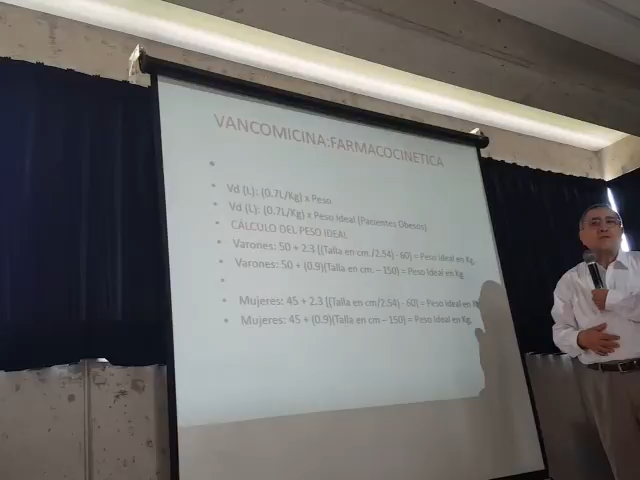 VANCOMICINA:FARMACOCINETICA
• Vd (L): (0.7L/Kg) x Peso
• Vd (L): (0.7L/Kg) x Peso Ideal (Pacientes Obesos)
• CÁLCULO DEL PESO IDEAL
• Varones: 50 + 2.3 [(Talla en cm./2.54) - 60] = Peso Ideal en Kg.
• Varones: 50 + (0.9)(Talla en cm. – 150) = Peso Ideal en Kg
• Mujeres: 45 + 2.3 [(Talla en cm/2.54) - 60] = Peso Ideal en Kg
• Mujeres: 45 + (0.9)(Talla en cm – 150) = Peso Ideal en Kg.